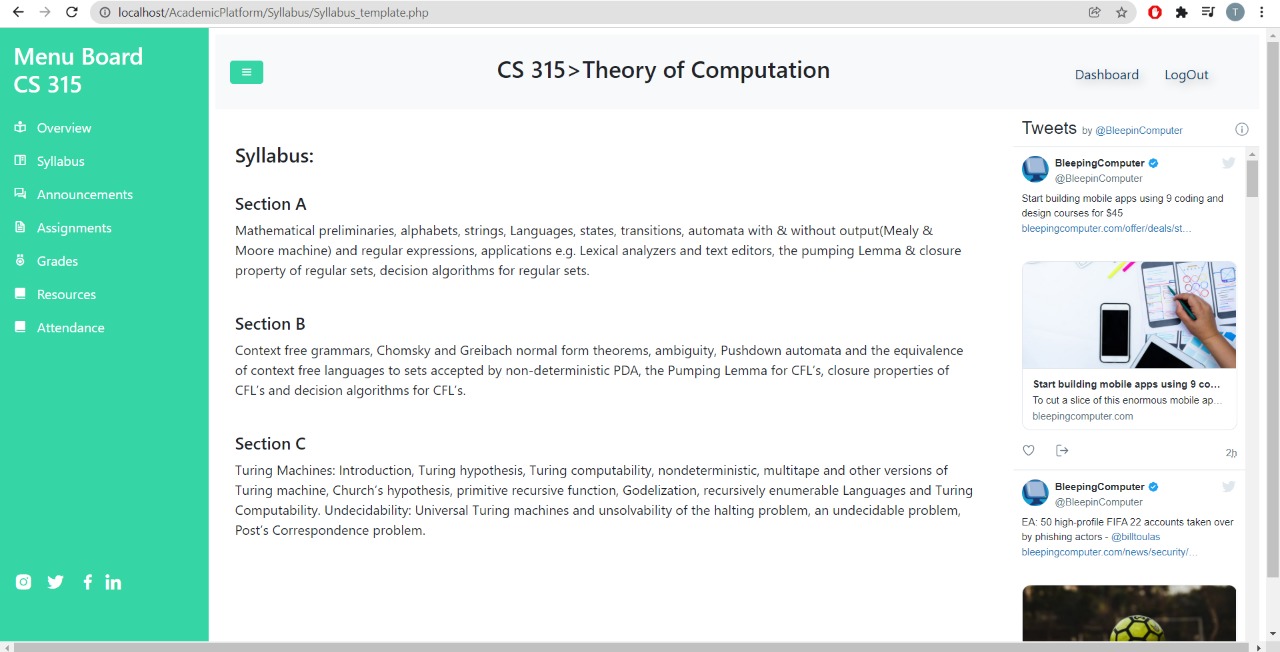 localhost/AcademicPlatform/Syllabus/Syllabus_template.php
T
Menu Board
CS 315
Overview
Syllabus
Announcements
Assignments
Grades
Resources
Attendance
CS 315>Theory of Computation
Dashboard
LogOut
Syllabus:
Section A
Mathematical preliminaries, alphabets, strings, Languages, states, transitions, automata with & without output(Mealy &
Moore machine) and regular expressions, applications e.g. Lexical analyzers and text editors, the pumping Lemma & closure
property of regular sets, decision algorithms for regular sets.
Section B
Context free grammars, Chomsky and Greibach normal form theorems, ambiguity, Pushdown automata and the equivalence
of context free languages to sets accepted by non-deterministic PDA, the Pumping Lemma for CFL's, closure properties of
CFL's and decision algorithms for CFL's.
Section C
Turing Machines: Introduction, Turing hypothesis, Turing computability, nondeterministic, multitape and other versions of
Turing machine, Church's hypothesis, primitive recursive function, Godelization, recursively enumerable Languages and Turing
Computability. UDecidability: Universal Turing machines and unsolvability of the halting problem, an undecidable problem,
Post's Correspondence problem.
Tweets by @BleepinComputer
BleepingComputer
@BleepinComputer
Start building mobile apps using 9 coding and
design courses for $45
bleepingcomputer.com/offer/deals/st…
Start building mobile apps using 9 co…
To cut a slice of this enormous mobile ap…
bleepingcomputer.com
2h
BleepingComputer
@BleepinComputer
EA: 50 high-profile FIFA 22 accounts taken over
by phishing actors - @billtoulas
bleepingcomputer.com/news/security/…